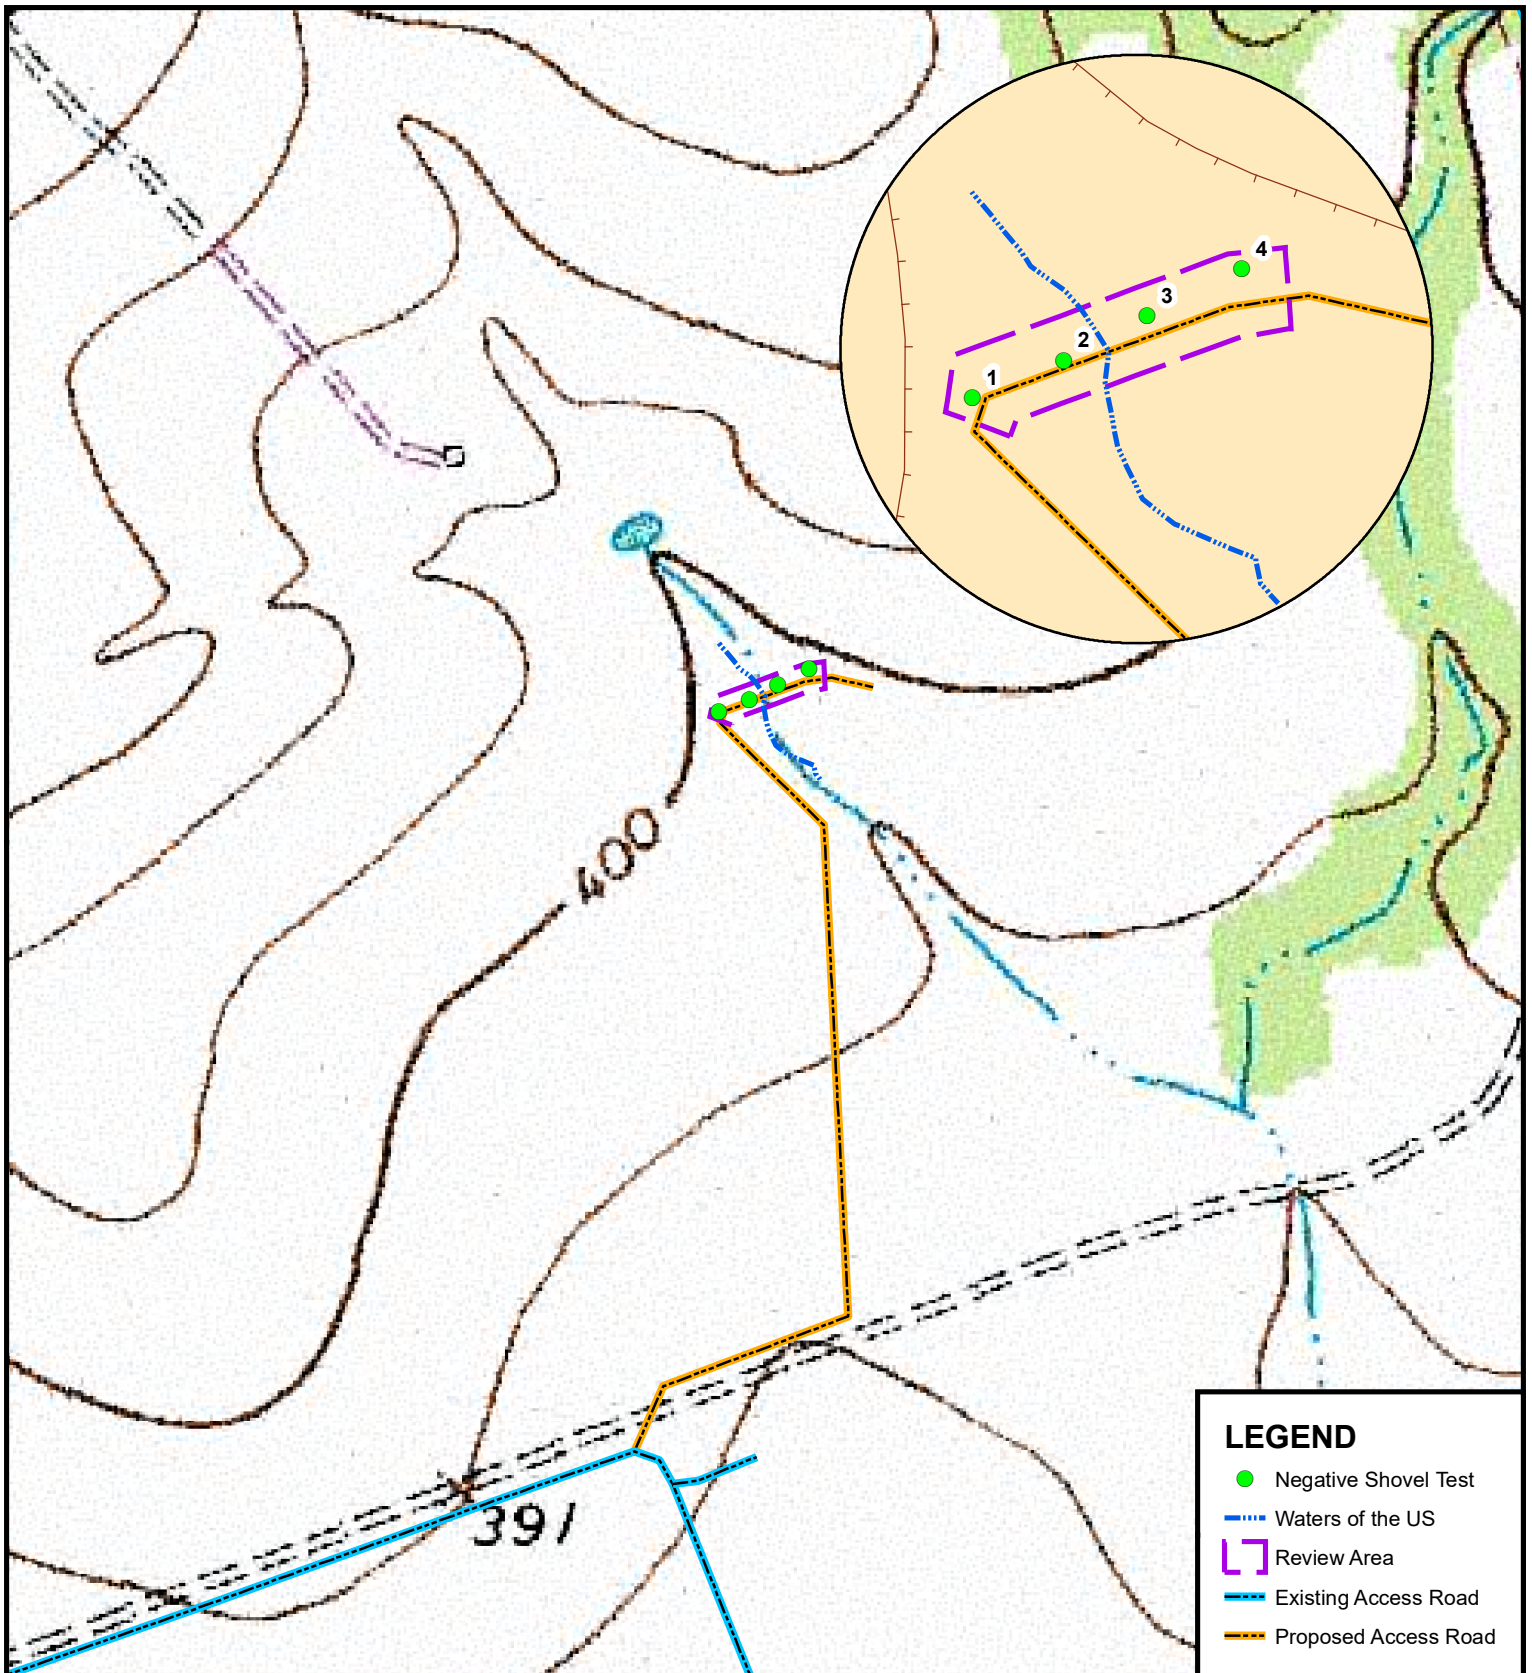 4
3
2
1
400
391
LEGEND
Negative Shovel Test
Waters of the US
Review Area
Existing Access Road
Proposed Access Road